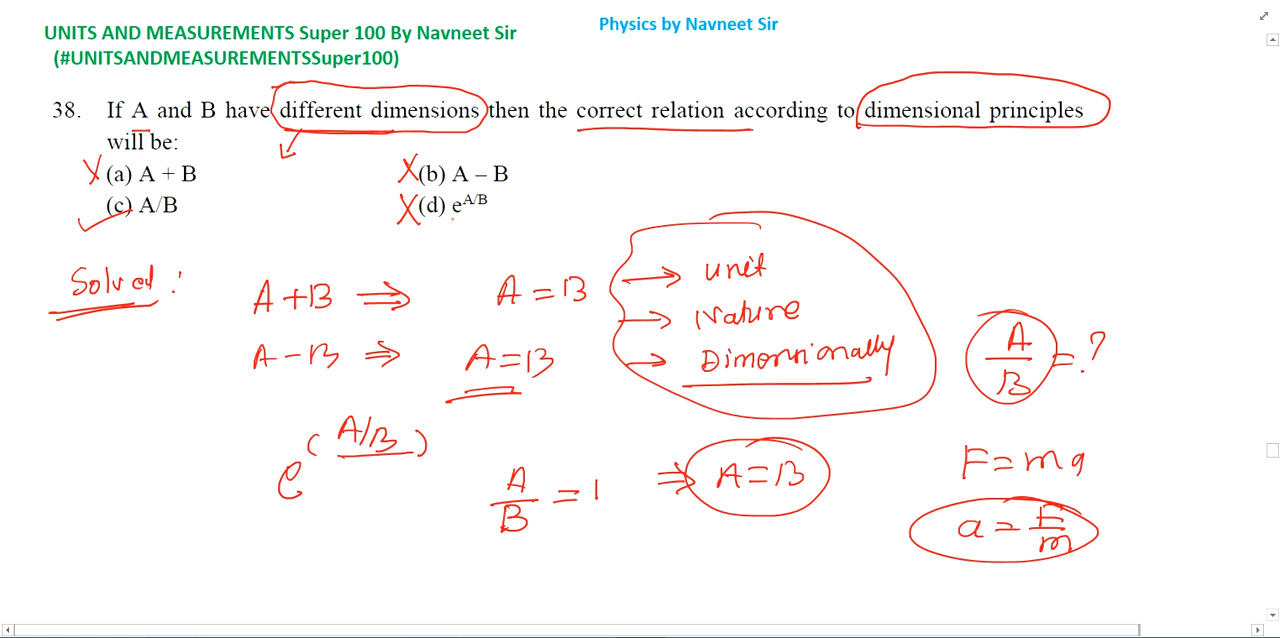 Physics by Navneet Sir
UNITS AND MEASUREMENTS Super 100 By Navneet Sir
(#UNITSANDMEASUREMENTSSuper100)
38. If A and B have different dimensions then the correct relation according to dimensional principles
will be:
X (a) A + B X (b) A – B
✓ (c) A/B X (d) e^A/B
Solved :
A+B ⇒ A = B → unit
→ Nature
A – B ⇒ A = B → Dimensionally
A/B = ?
e^(A/B)
A/B = 1 ⇒ A = B
F = ma
a = F/m